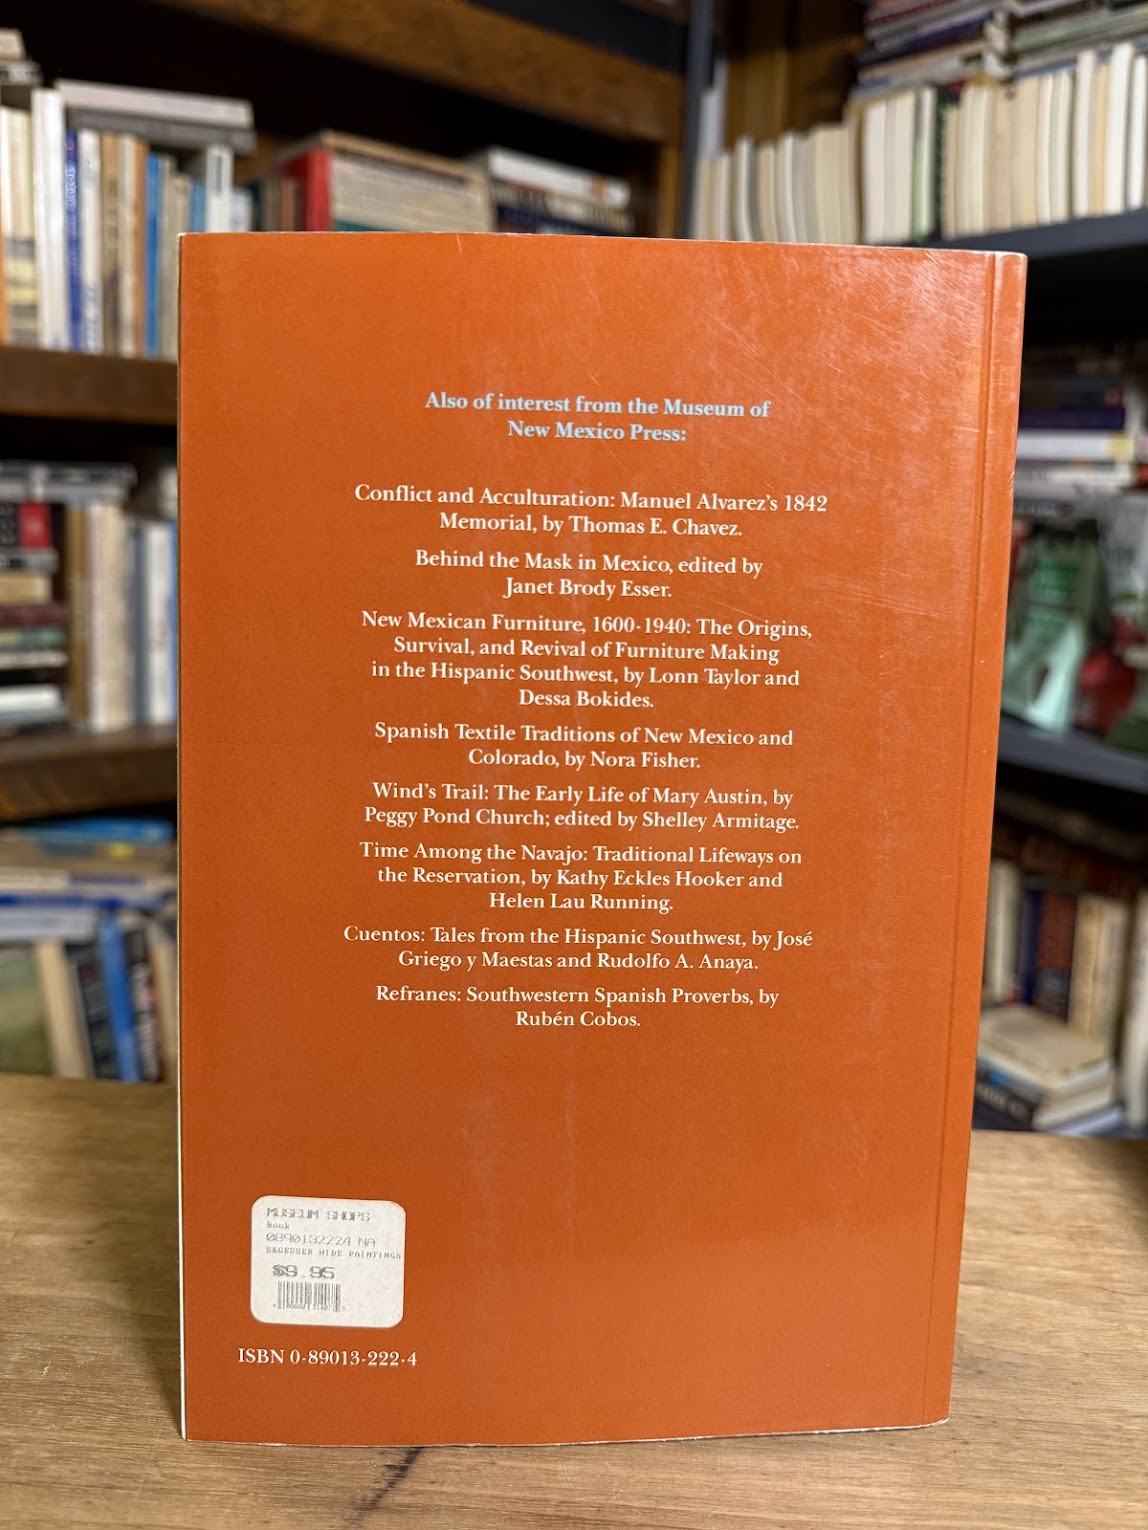 Also of interest from the Museum of
New Mexico Press:
Conflict and Acculturation: Manuel Alvarez's 1842
Memorial, by Thomas E. Chavez.
Behind the Mask in Mexico, edited by
Janet Brody Esser.
New Mexican Furniture, 1600-1940: The Origins,
Survival, and Revival of Furniture Making
in the Hispanic Southwest, by Lonn Taylor and
Dessa Bokides.
Spanish Textile Traditions of New Mexico and
Colorado, by Nora Fisher.
Wind's Trail: The Early Life of Mary Austin, by
Peggy Pond Church; edited by Shelley Armitage.
Time Among the Navajo: Traditional Lifeways on
the Reservation, by Kathy Eckles Hooker and
Helen Lau Running.
Cuentos: Tales from the Hispanic Southwest, by José
Griego y Maestas and Rudolfo A. Anaya.
Refranes: Southwestern Spanish Proverbs, by
Rubén Cobos.
MUSEUM SHOPS
Book
0890132224 NA
SEGESSER HIDE PAINTINGS
$9.95
ISBN 0-89013-222-4